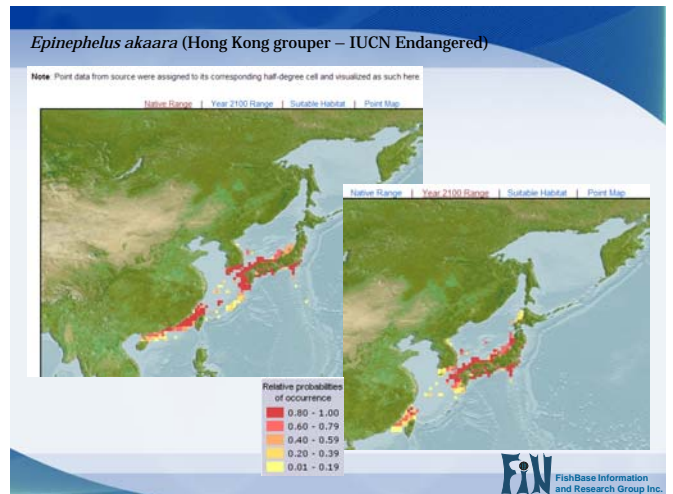 Epinephelus akaara (Hong Kong grouper – IUCN Endangered)
Note: Point data from source were assigned to its corresponding half-degree cell and visualized as such here.
Native Range | Year 2100 Range | Suitable Habitat | Point Map
Native Range | Year 2100 Range | Suitable Habitat | Point Map
Relative probabilities
of occurrence
0.80 - 1.00
0.60 - 0.79
0.40 - 0.59
0.20 - 0.39
0.01 - 0.19
FiN
FishBase Information
and Research Group Inc.